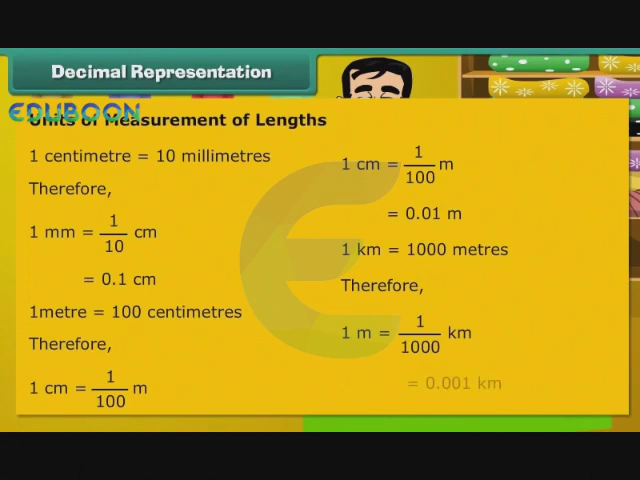 Decimal Representation
EDUBOON
Units of Measurement of Lengths
1 centimetre = 10 millimetres
Therefore,
1 mm = 1/10 cm
= 0.1 cm
1metre = 100 centimetres
Therefore,
1 cm = 1/100 m
1 cm = 1/100 m
= 0.01 m
1 km = 1000 metres
Therefore,
1 m = 1/1000 km
= 0.001 km